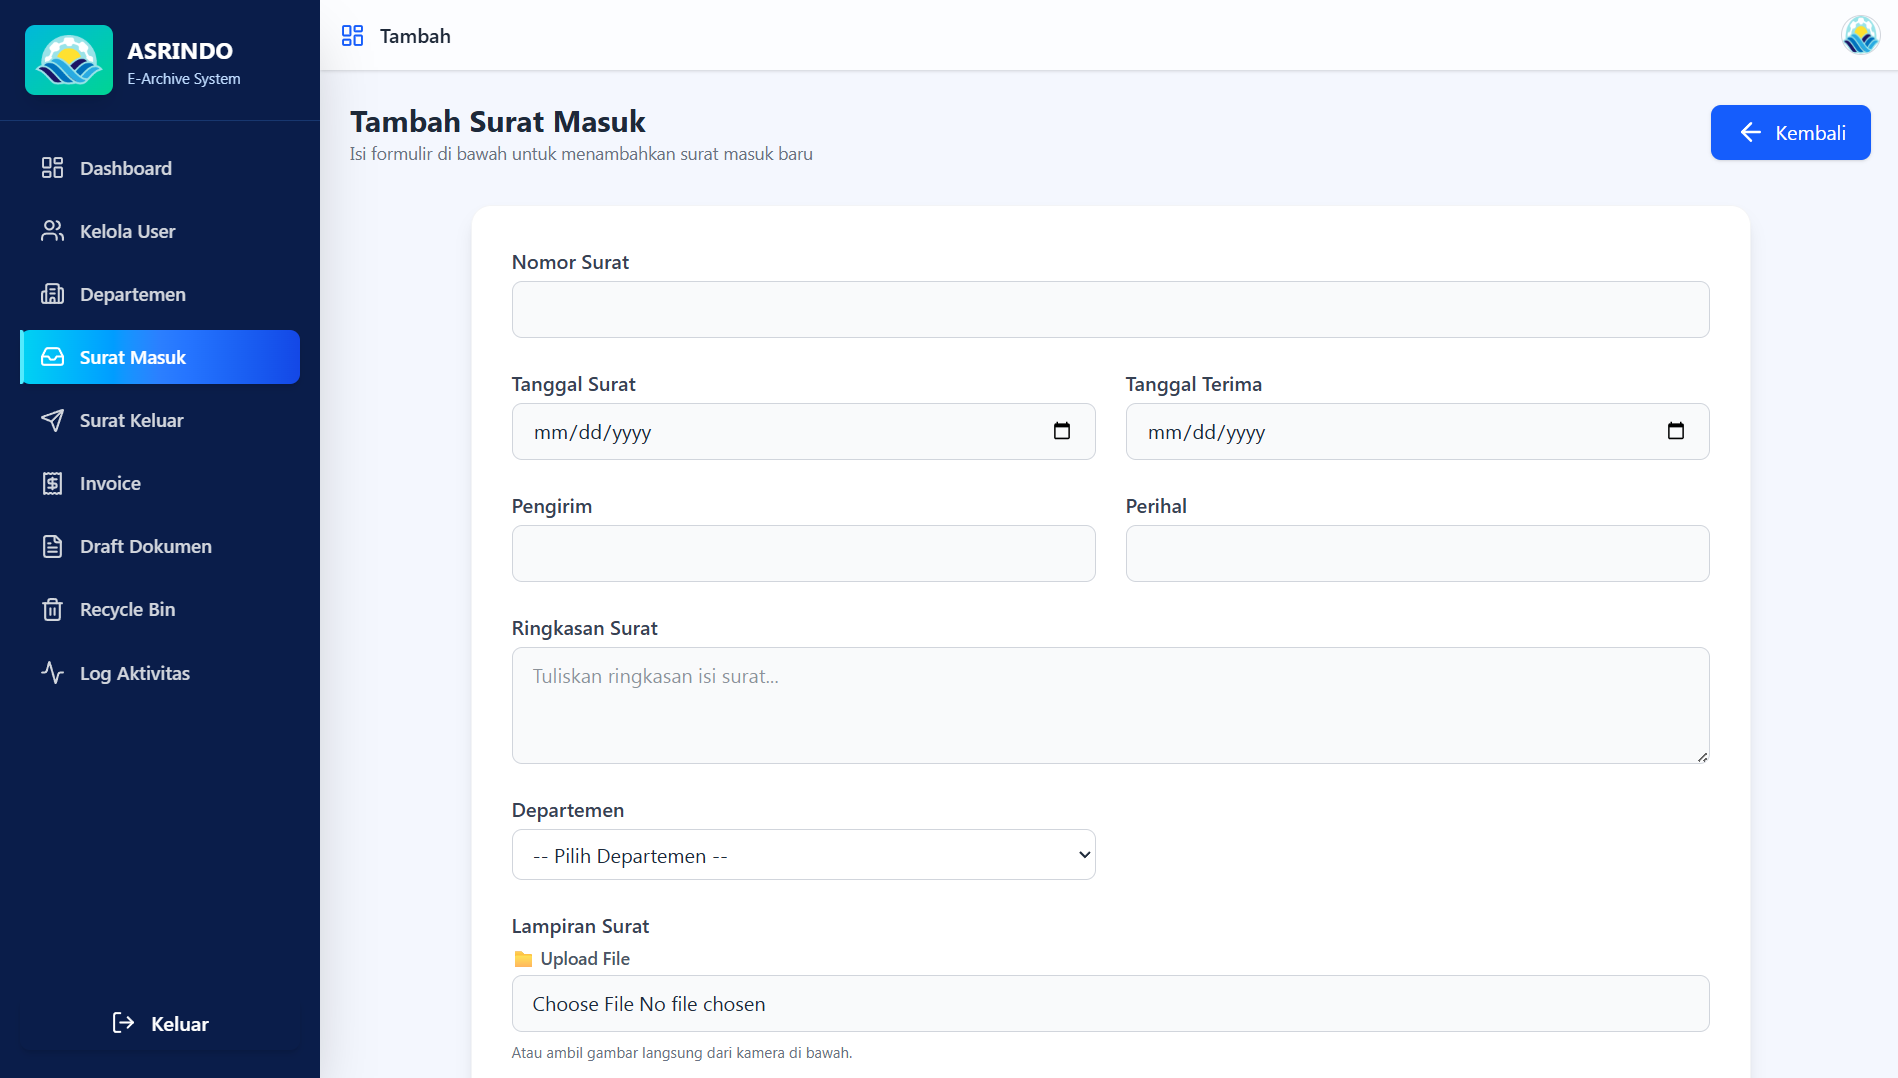 ASRINDO
E-Archive System
Dashboard
Kelola User
Departemen
Surat Masuk
Surat Keluar
Invoice
Draft Dokumen
Recycle Bin
Log Aktivitas
Keluar
Tambah
Tambah Surat Masuk
Isi formulir di bawah untuk menambahkan surat masuk baru
Kembali
Nomor Surat
Tanggal Surat
Tanggal Terima
mm/dd/yyyy
mm/dd/yyyy
Pengirim
Perihal
Ringkasan Surat
Tuliskan ringkasan isi surat...
Departemen
-- Pilih Departemen --
Lampiran Surat
Upload File
Choose File No file chosen
Atau ambil gambar langsung dari kamera di bawah.